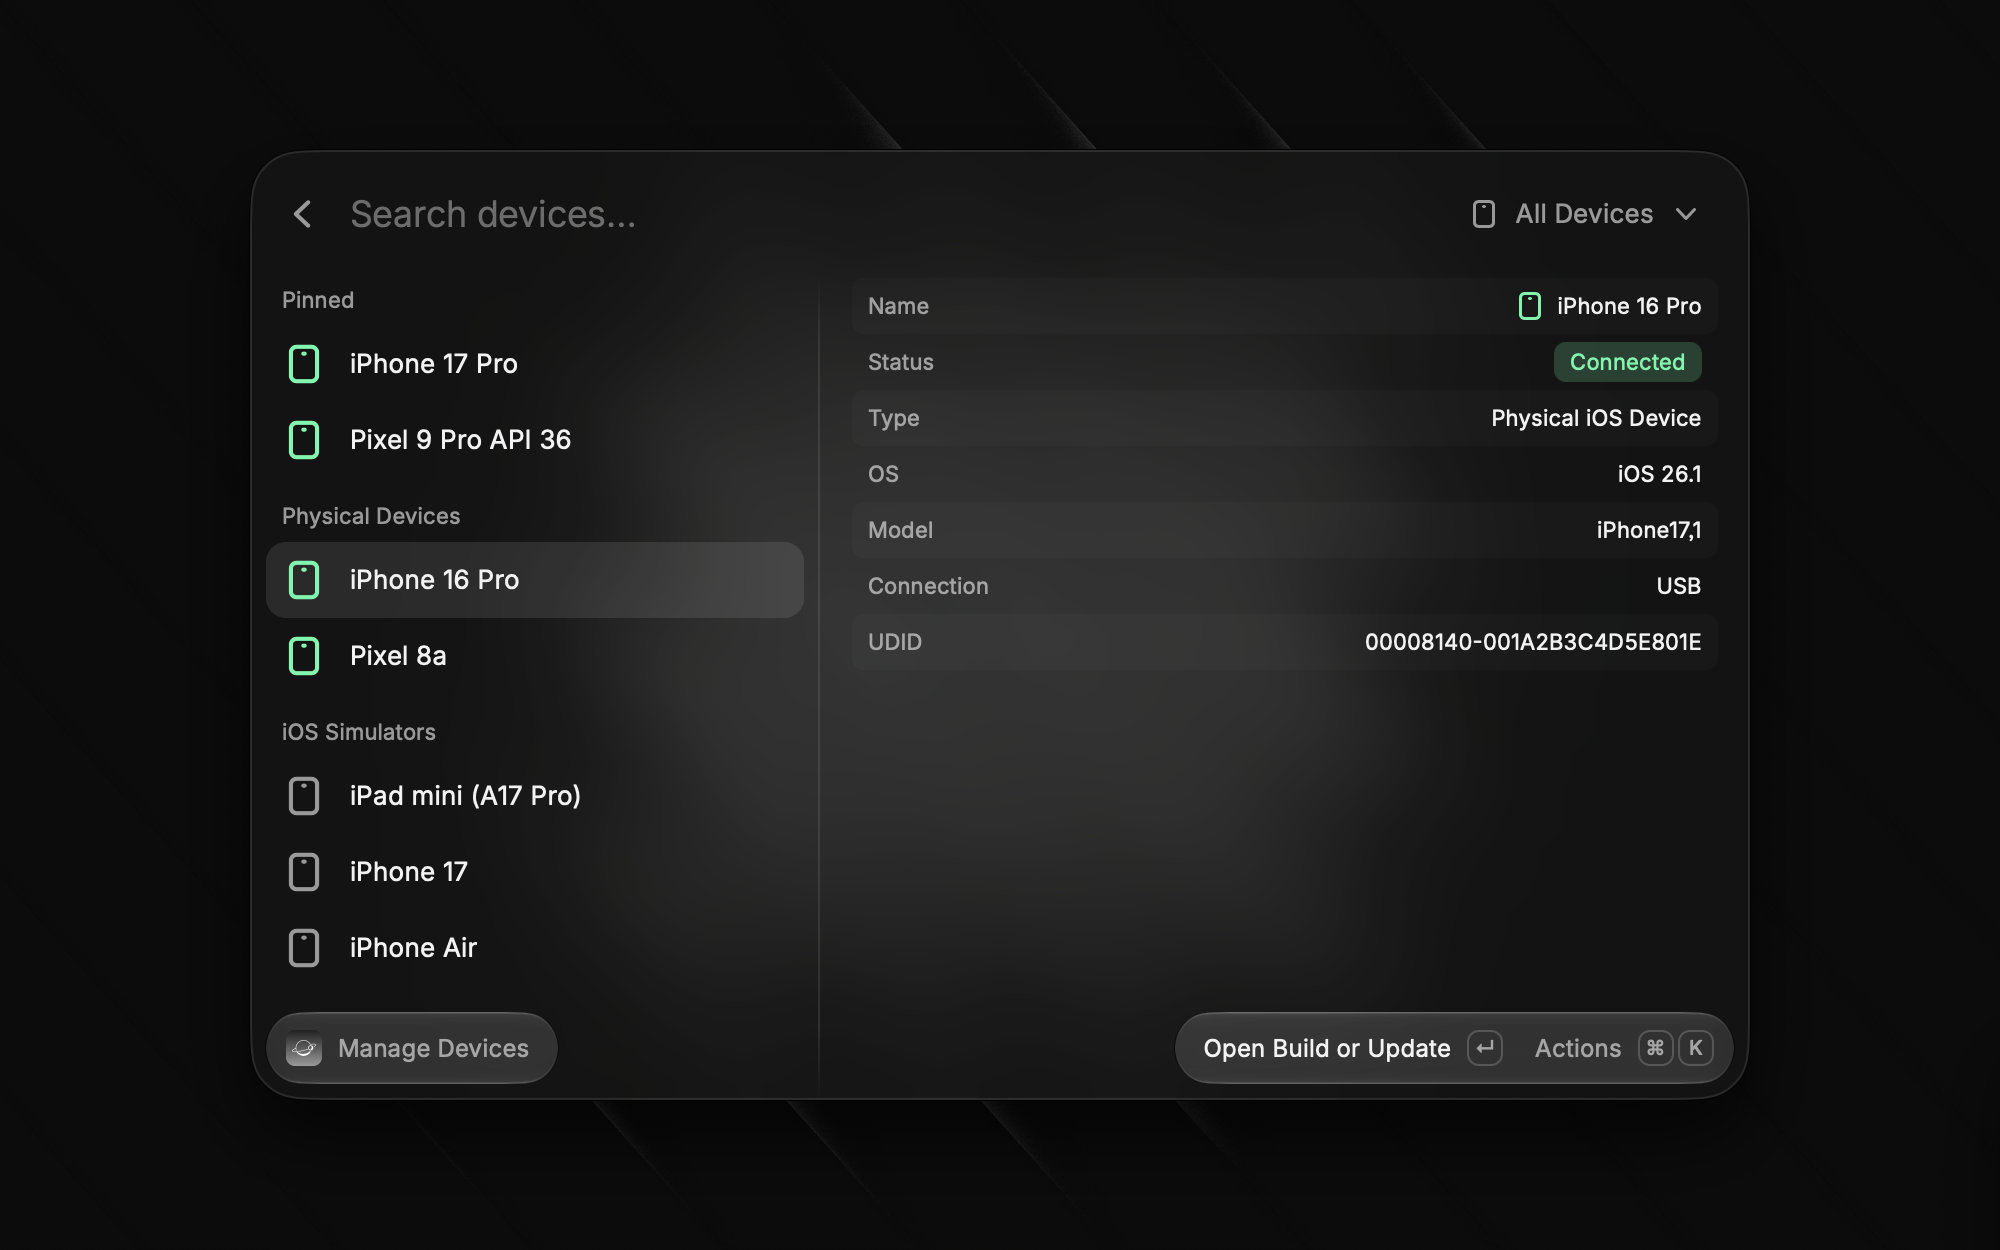 Search devices...
All Devices
Pinned
iPhone 17 Pro
Pixel 9 Pro API 36
Physical Devices
iPhone 16 Pro
Pixel 8a
iOS Simulators
iPad mini (A17 Pro)
iPhone 17
iPhone Air
Manage Devices
Name iPhone 16 Pro
Status Connected
Type Physical iOS Device
OS iOS 26.1
Model iPhone17,1
Connection USB
UDID 00008140-001A2B3C4D5E801E
Open Build or Update ↵ Actions ⌘ K